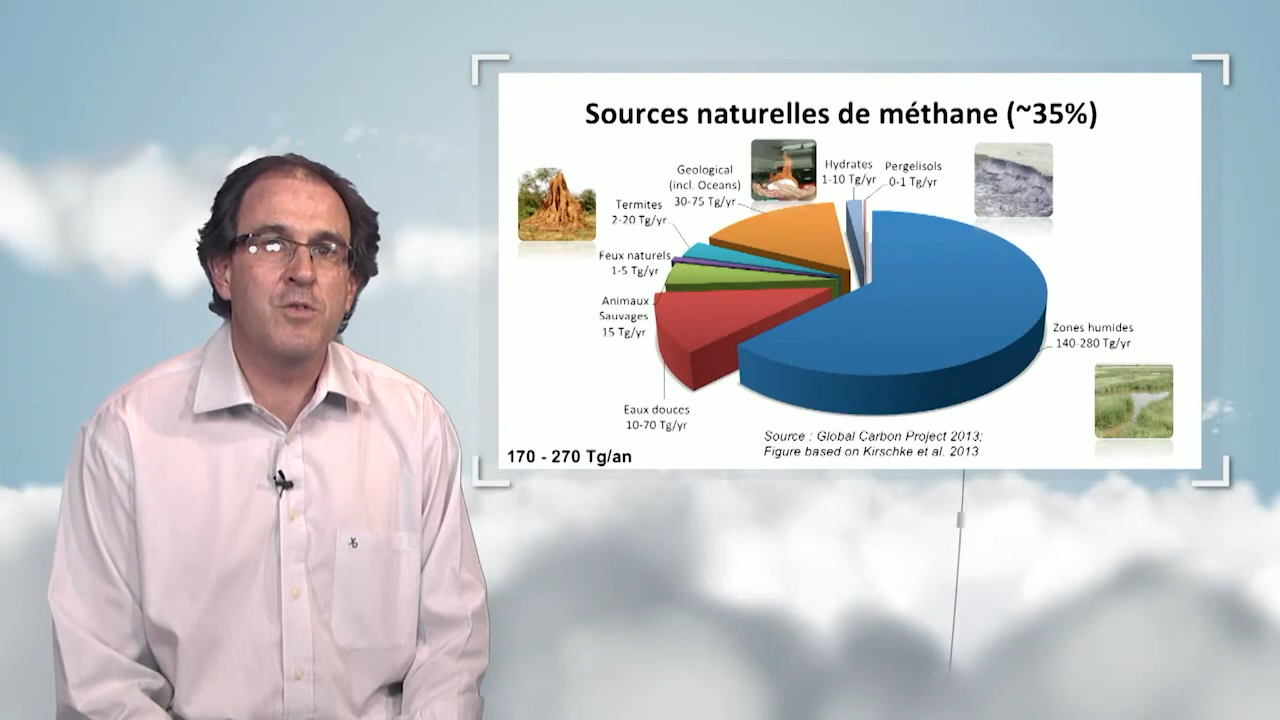 Sources naturelles de méthane (~35%)
Geological
(incl. Oceans)
30-75 Tg/yr
Hydrates
1-10 Tg/yr
Pergelisols
0-1 Tg/yr
Termites
2-20 Tg/yr
Feux naturels
1-5 Tg/yr
Animaux
Sauvages
15 Tg/yr
Zones humides
140-280 Tg/yr
Eaux douces
10-70 Tg/yr
Source : Global Carbon Project 2013;
Figure based on Kirschke et al. 2013
170 - 270 Tg/an